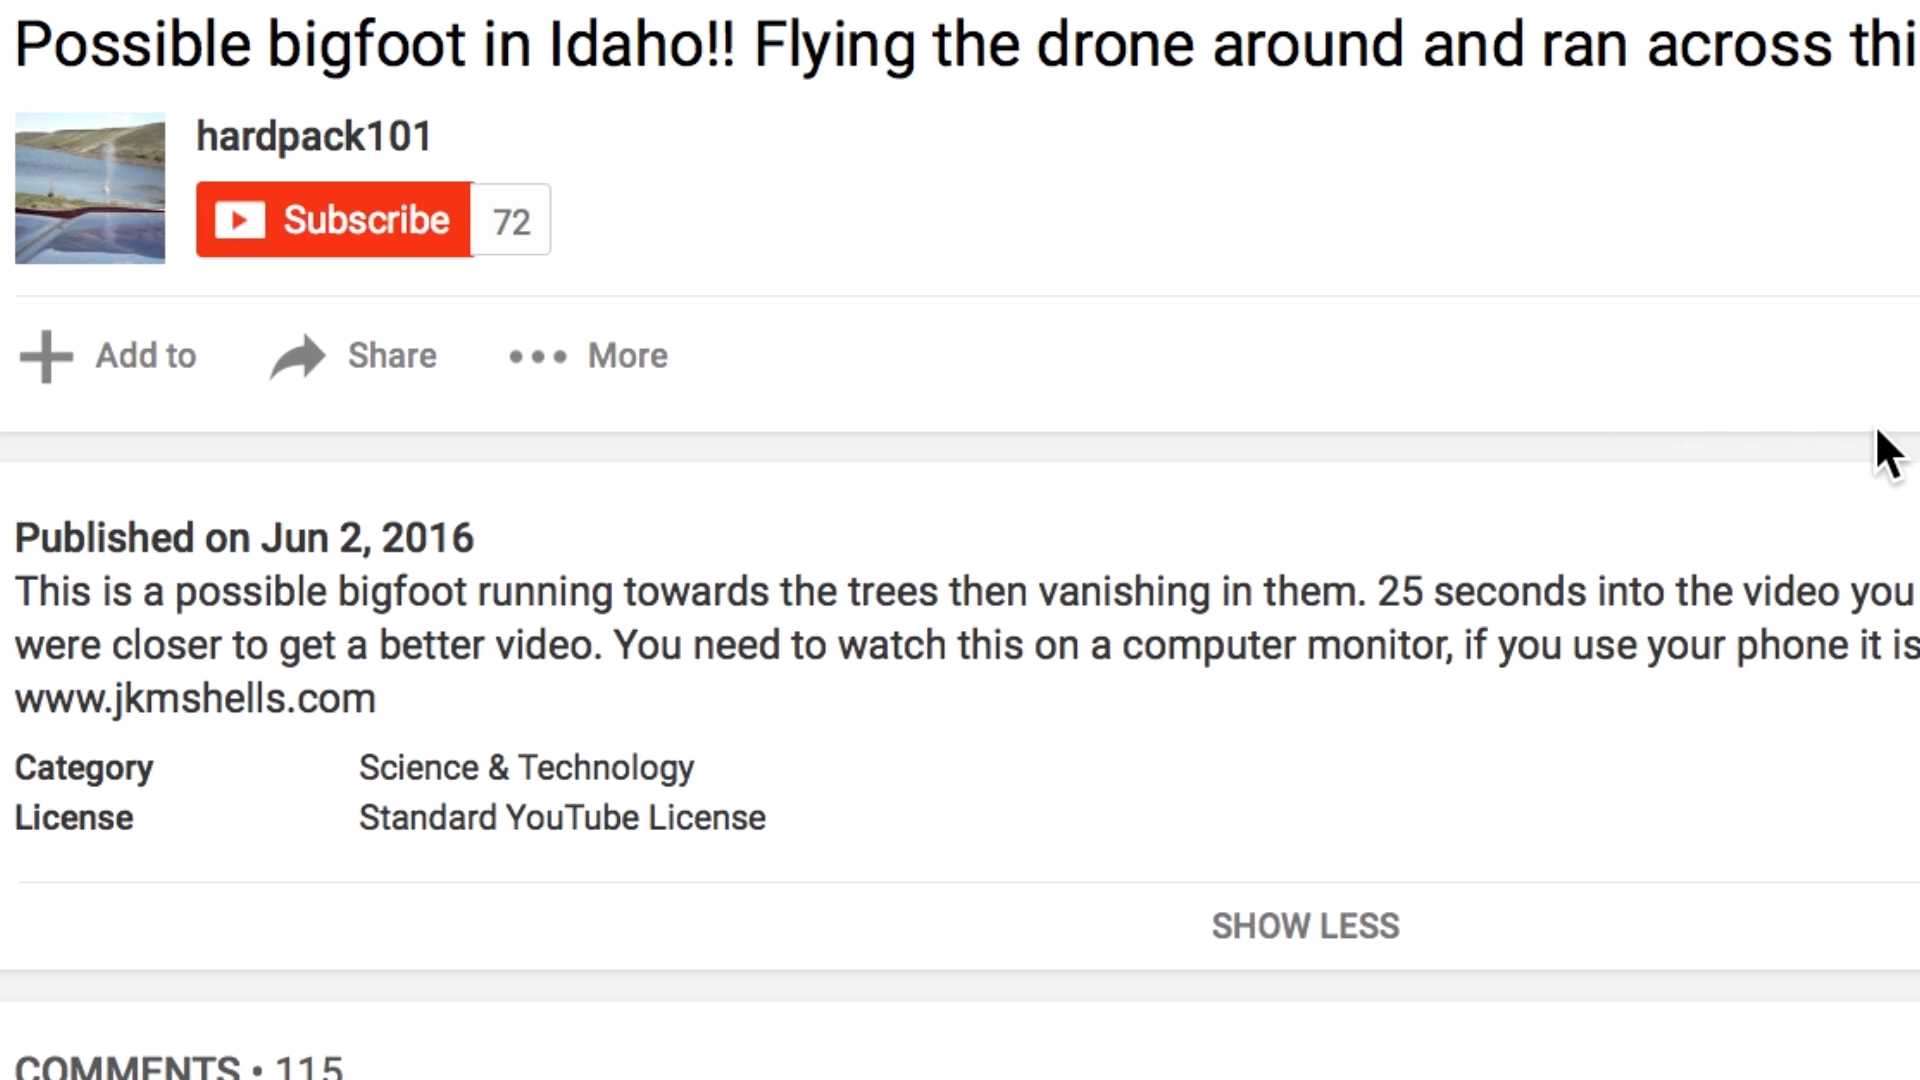 Possible bigfoot in Idaho!! Flying the drone around and ran across thi
hardpack101
Subscribe 72
Add to Share More
Published on Jun 2, 2016
This is a possible bigfoot running towards the trees then vanishing in them. 25 seconds into the video you
were closer to get a better video. You need to watch this on a computer monitor, if you use your phone it is
www.jkmshells.com
Category Science & Technology
License Standard YouTube License
SHOW LESS
COMMENTS • 115